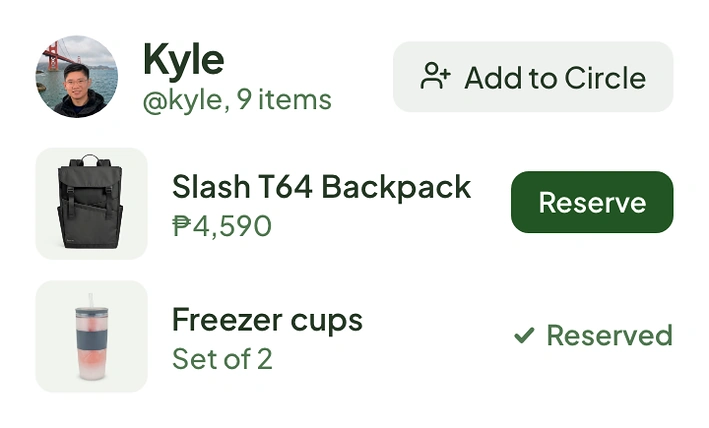 Kyle
@kyle, 9 items
Add to Circle
Slash T64 Backpack
₱4,590
Reserve
Freezer cups
Set of 2
Reserved